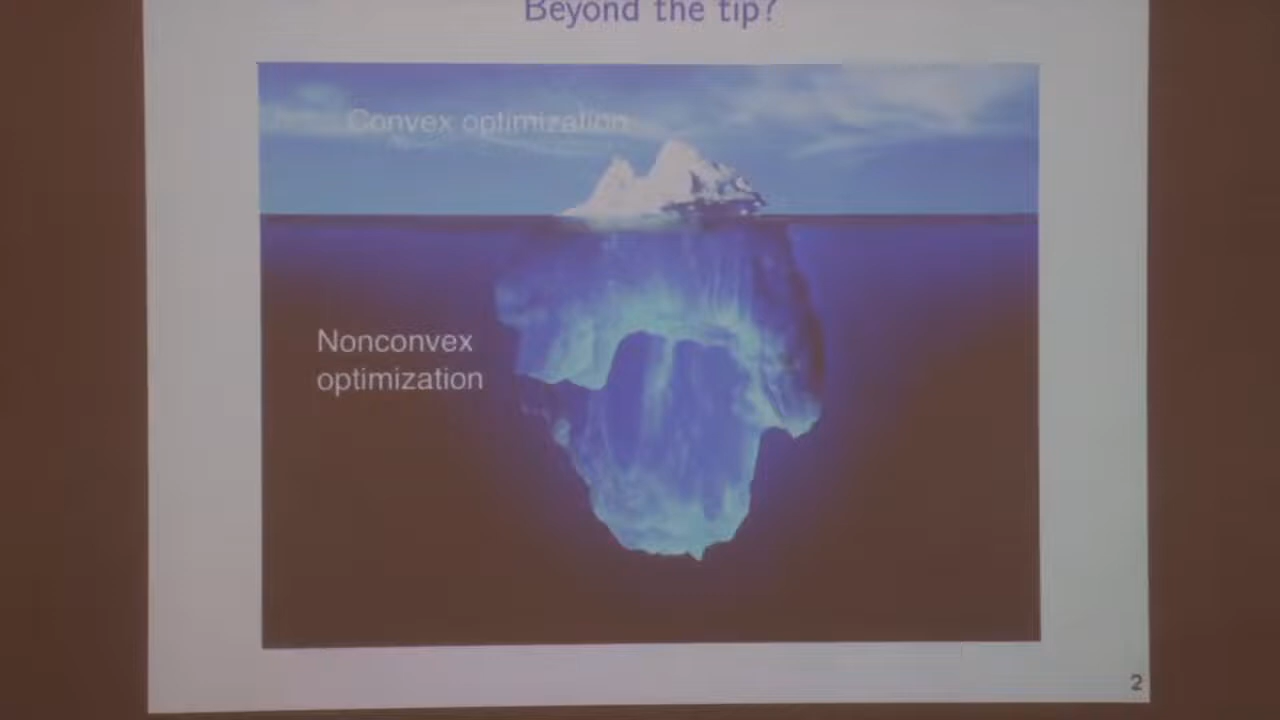 Beyond the tip?
Convex optimization
Nonconvex
optimization
2